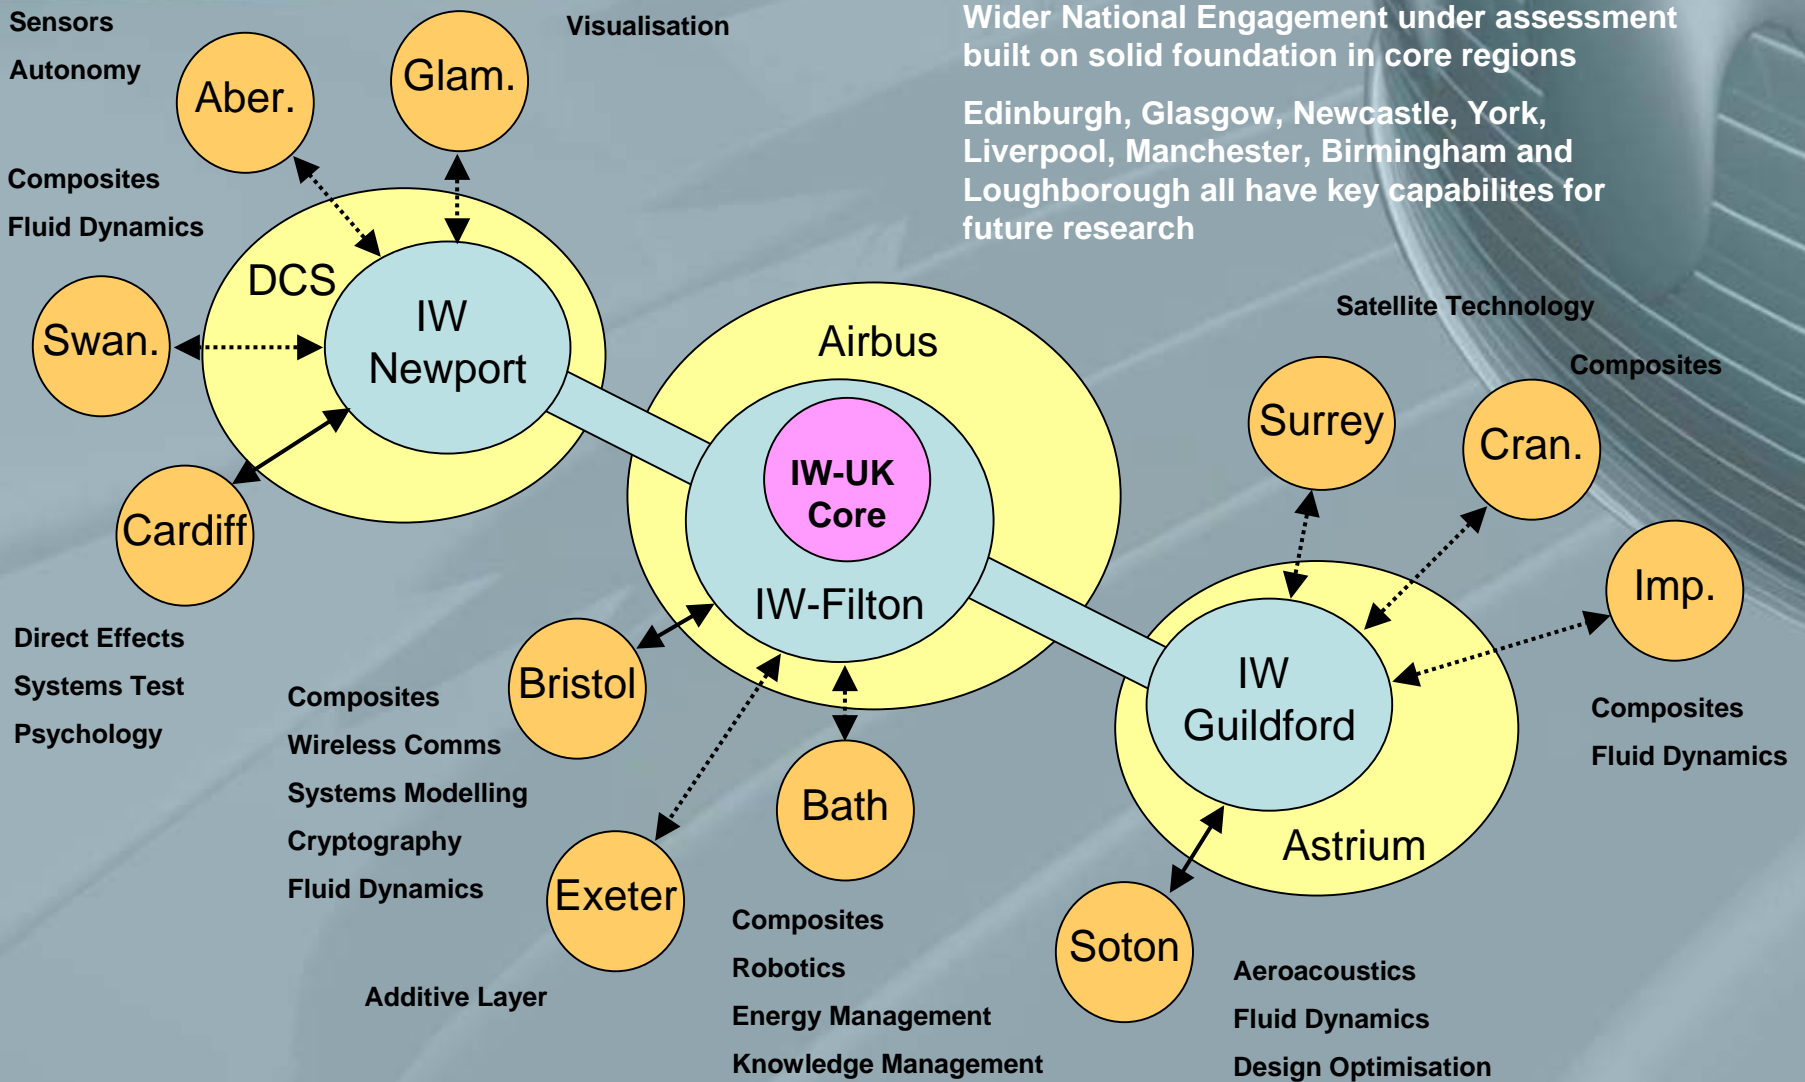 Sensors
Autonomy
Aber.
Glam.
Visualisation
Wider National Engagement under assessment
built on solid foundation in core regions
Edinburgh, Glasgow, Newcastle, York,
Liverpool, Manchester, Birmingham and
Loughborough all have key capabilites for
future research
Composites
Fluid Dynamics
Swan.
DCS
IW
Newport
Cardiff
Direct Effects
Systems Test
Psychology
Airbus
IW-UK
Core
IW-Filton
Bristol
Composites
Wireless Comms
Systems Modelling
Cryptography
Fluid Dynamics
Exeter
Additive Layer
Bath
Composites
Robotics
Energy Management
Knowledge Management
Satellite Technology
Surrey
Composites
Cran.
Imp.
Composites
Fluid Dynamics
IW
Guildford
Astrium
Soton
Aeroacoustics
Fluid Dynamics
Design Optimisation